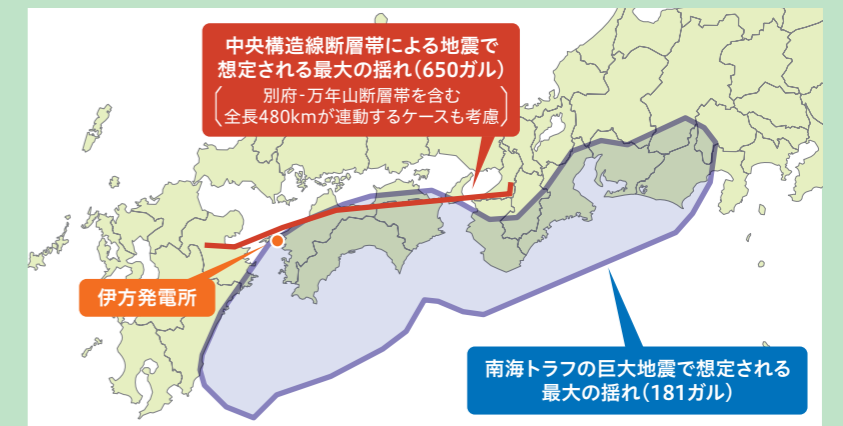 中央構造線断層帯による地震で
想定される最大の揺れ（650ガル）
別府-万年山断層帯を含む
全長480kmが連動するケースも考慮
伊方発電所
南海トラフの巨大地震で想定される
最大の揺れ（181ガル）